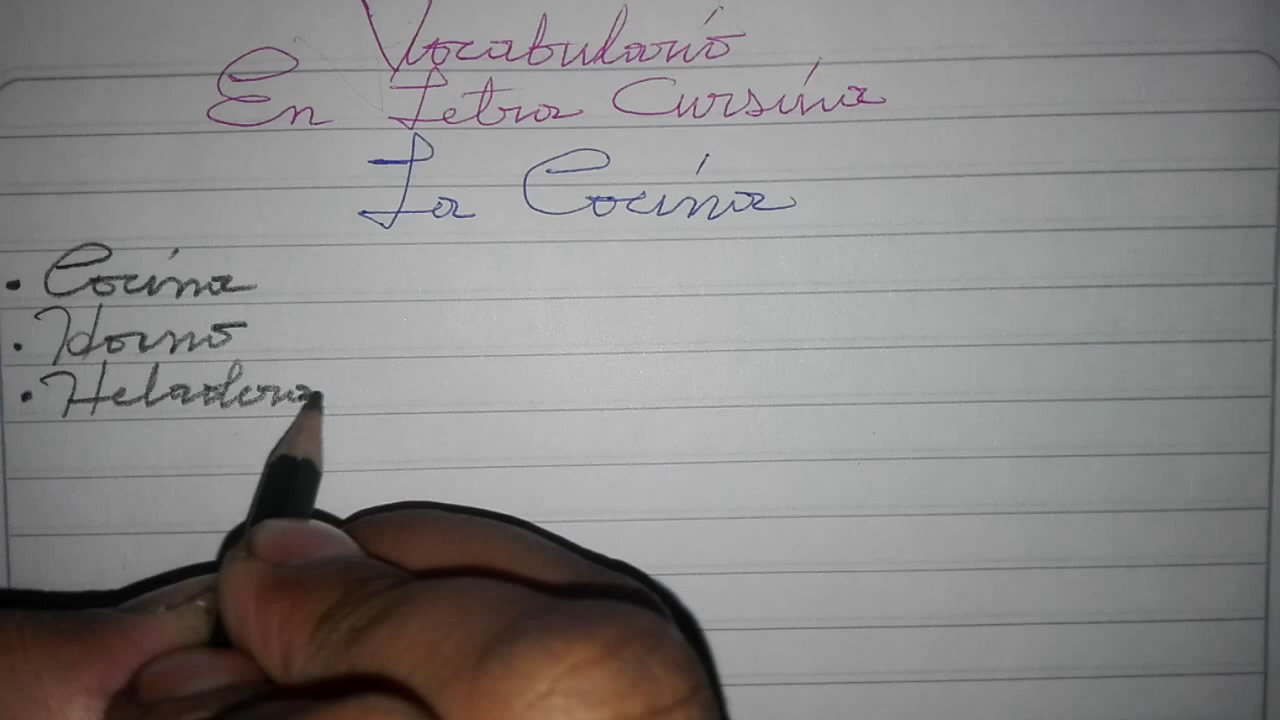 Vocabulario
En Letra Cursiva
La Cocina
• Cocina
• Horno
• Heladera